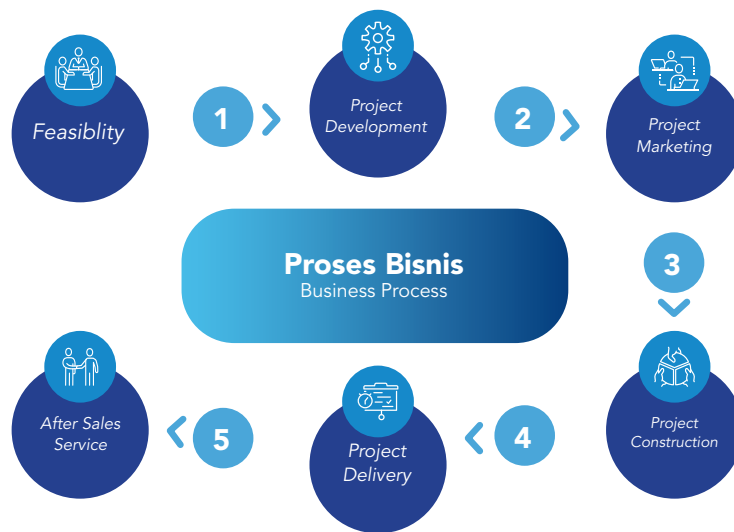 Feasiblity
1
Project
Development
2
Project
Marketing
Proses Bisnis
Business Process
3
After Sales
Service
5
Project
Delivery
4
Project
Construction